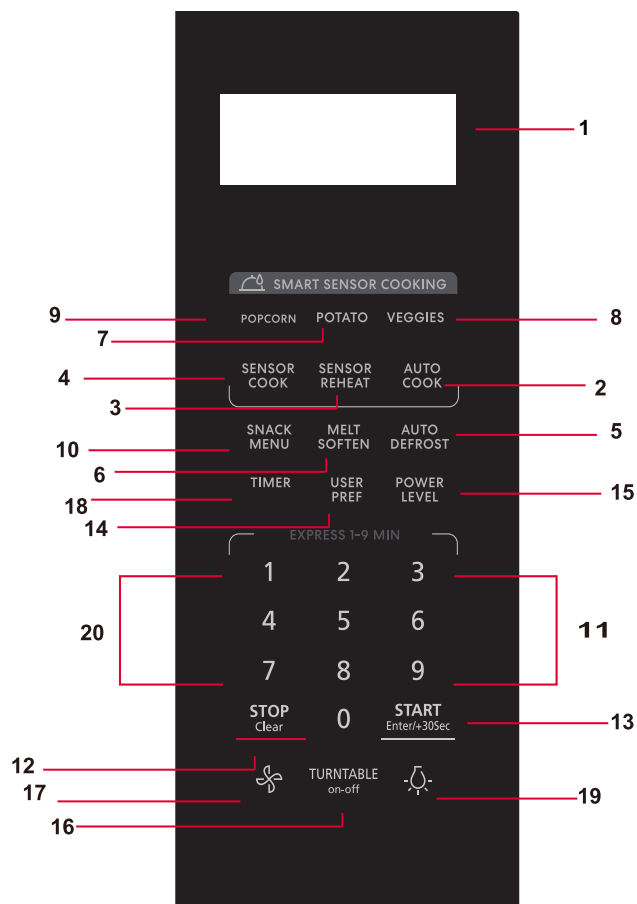 1
SMART SENSOR COOKING
9
POPCORN
POTATO
VEGGIES
8
7
4
SENSOR
COOK
SENSOR
REHEAT
AUTO
COOK
2
3
10
SNACK
MENU
MELT
SOFTEN
AUTO
DEFROST
5
6
18
TIMER
USER
PREF
POWER
LEVEL
15
14
EXPRESS 1-9 MIN
1 2 3
20
4 5 6
11
7 8 9
STOP
Clear
0
START
Enter/+30Sec
13
12
17
TURNTABLE
on-off
19
16